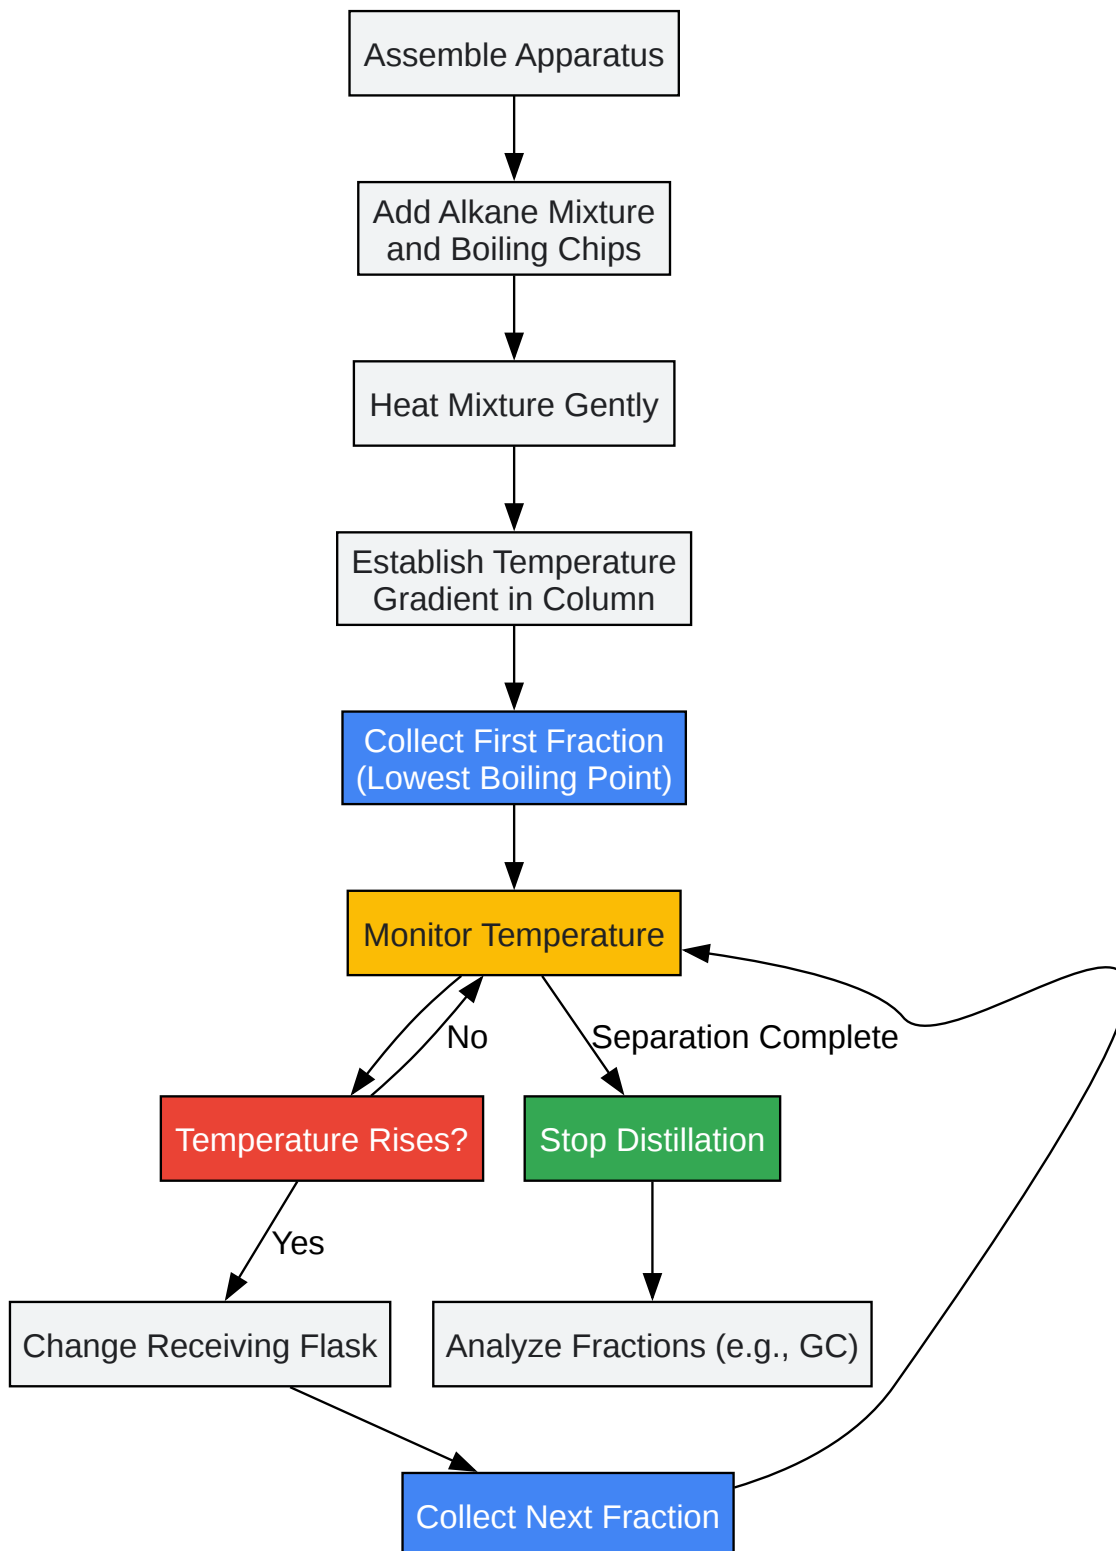 Assemble Apparatus
Add Alkane Mixture
and Boiling Chips
Heat Mixture Gently
Establish Temperature
Gradient in Column
Collect First Fraction
(Lowest Boiling Point)
Monitor Temperature
No
Separation Complete
Temperature Rises?
Stop Distillation
Yes
Change Receiving Flask
Analyze Fractions (e.g., GC)
Collect Next Fraction